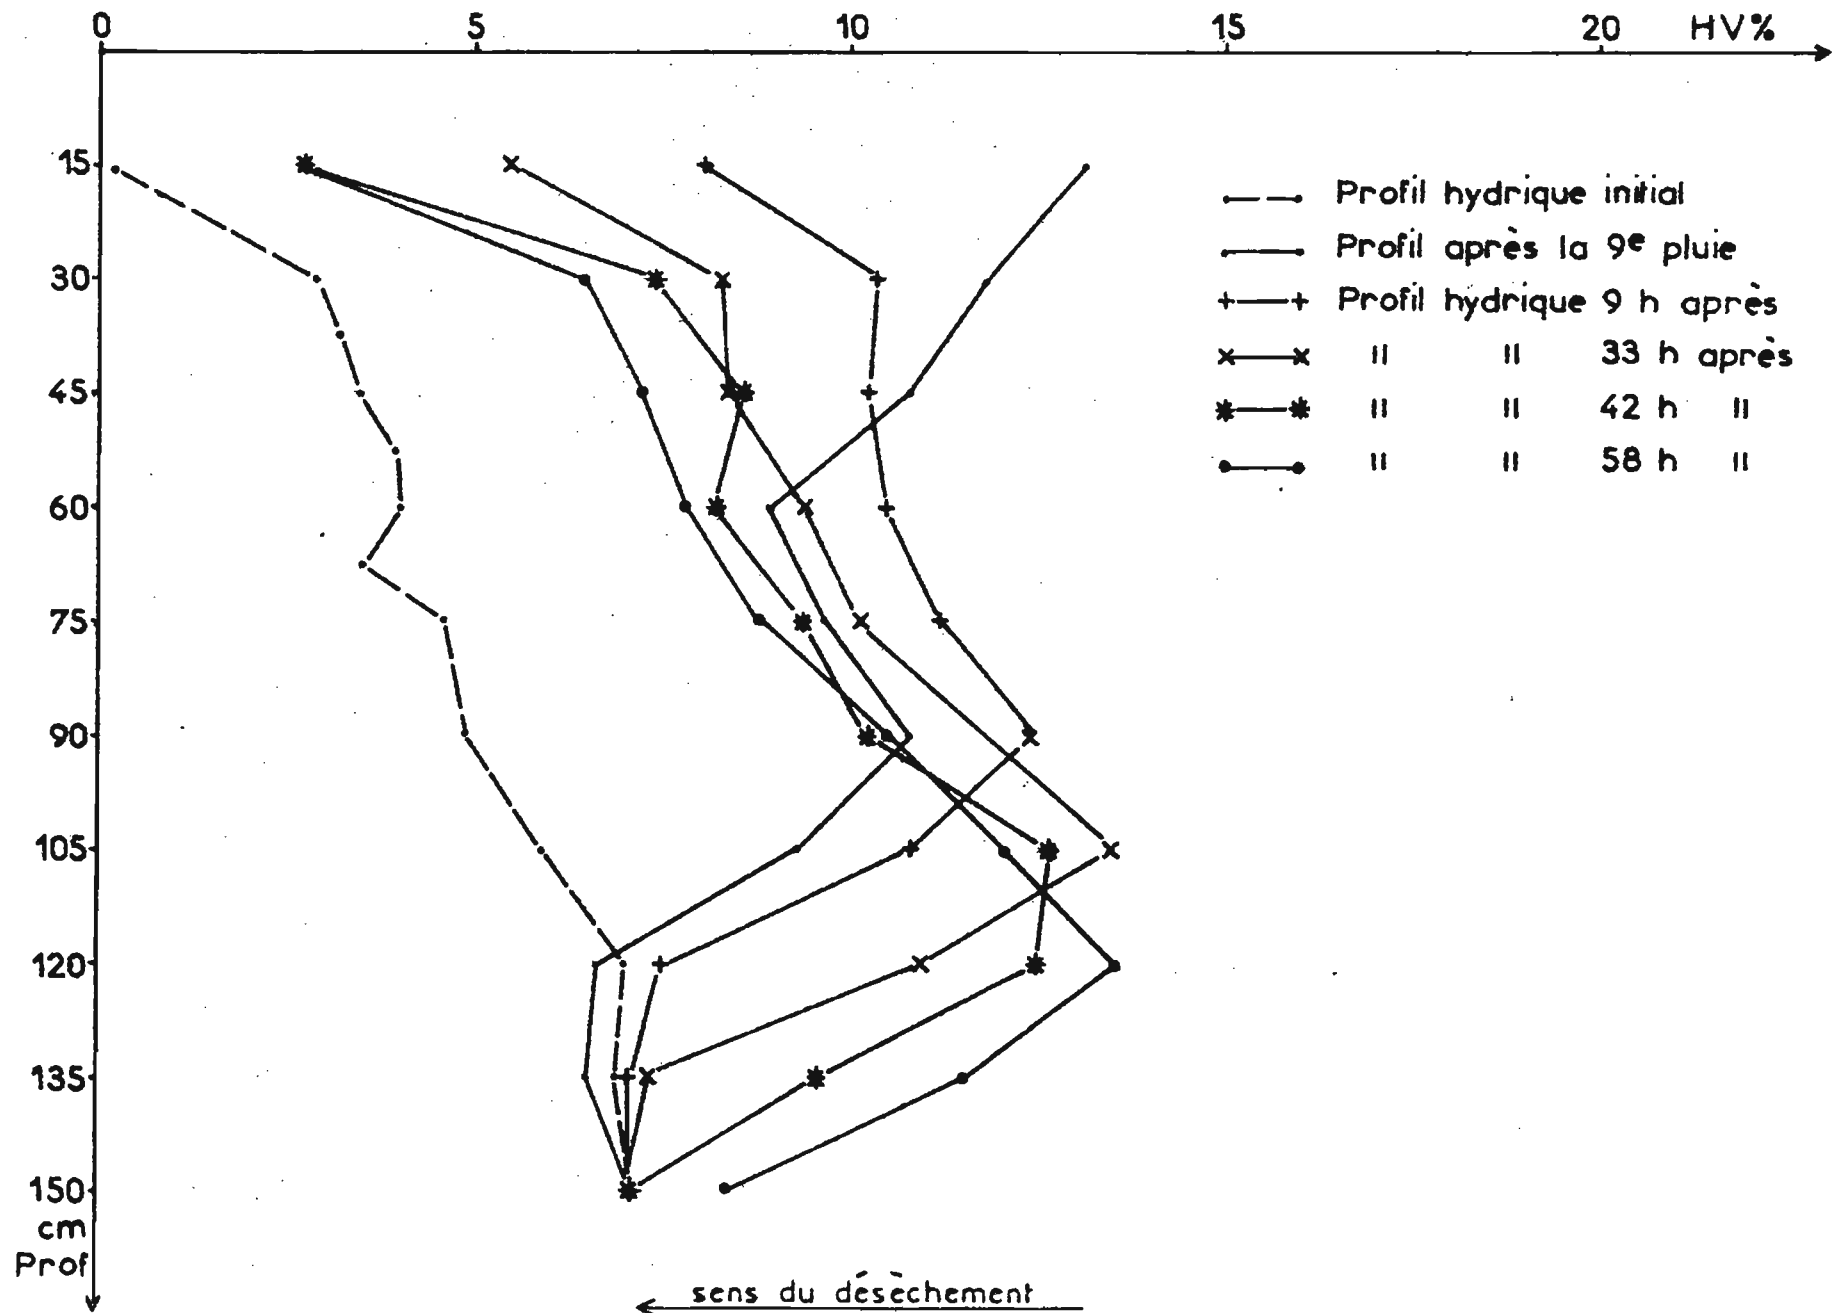 0 5 10 15 20 HV%
15
30
45
60
75
90
105
120
135
150
cm
Prof
Profil hydrique initial
Profil après la 9e pluie
Profil hydrique 9 h après
" " 33 h après
" " 42 h "
" " 58 h "
sens du désèchement